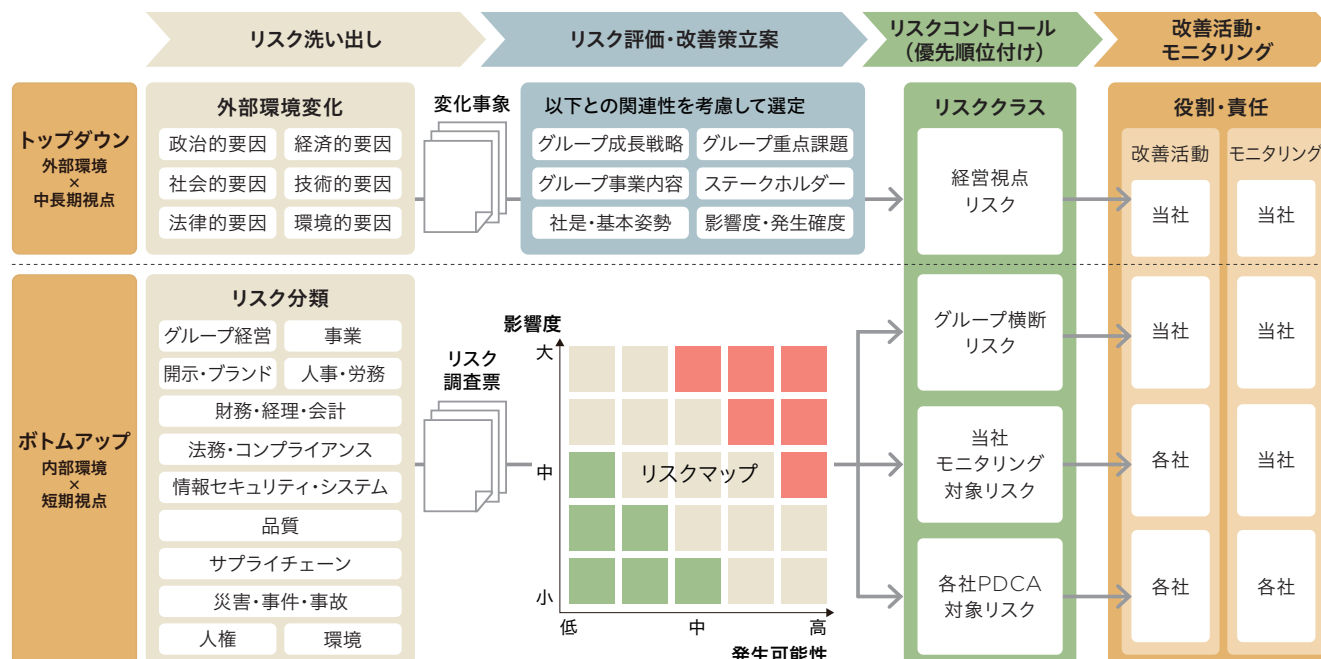 リスク洗い出し
リスク評価・改善策立案
リスクコントロール
(優先順位付け)
改善活動・
モニタリング
トップダウン
外部環境
×
中長期視点
外部環境変化
政治的要因
経済的要因
社会的要因
技術的要因
法律的要因
環境的要因
変化事象
以下との関連性を考慮して選定
グループ成長戦略
グループ重点課題
グループ事業内容
ステークホルダー
社是・基本姿勢
影響度・発生確度
リスククラス
経営視点
リスク
役割・責任
改善活動
モニタリング
当社
当社
ボトムアップ
内部環境
×
短期視点
リスク分類
グループ経営
事業
開示・ブランド
人事・労務
財務・経理・会計
法務・コンプライアンス
情報セキュリティ・システム
品質
サプライチェーン
災害・事件・事故
人権
環境
リスク
調査票
影響度
大
中
小
リスクマップ
低
中
高
発生可能性
グループ横断
リスク
当社
当社
当社
モニタリング
対象リスク
各社
当社
各社PDCA
対象リスク
各社
各社